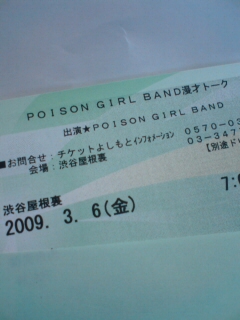 POISON GIRL BAND漫才トーク
出演★POISON GIRL BAND
■お問合せ：チケットよしもとインフォメーション 0570-03
03-347
会場：渋谷屋根裏
【別途ド
渋谷屋根裏
2009. 3. 6(金)
7: